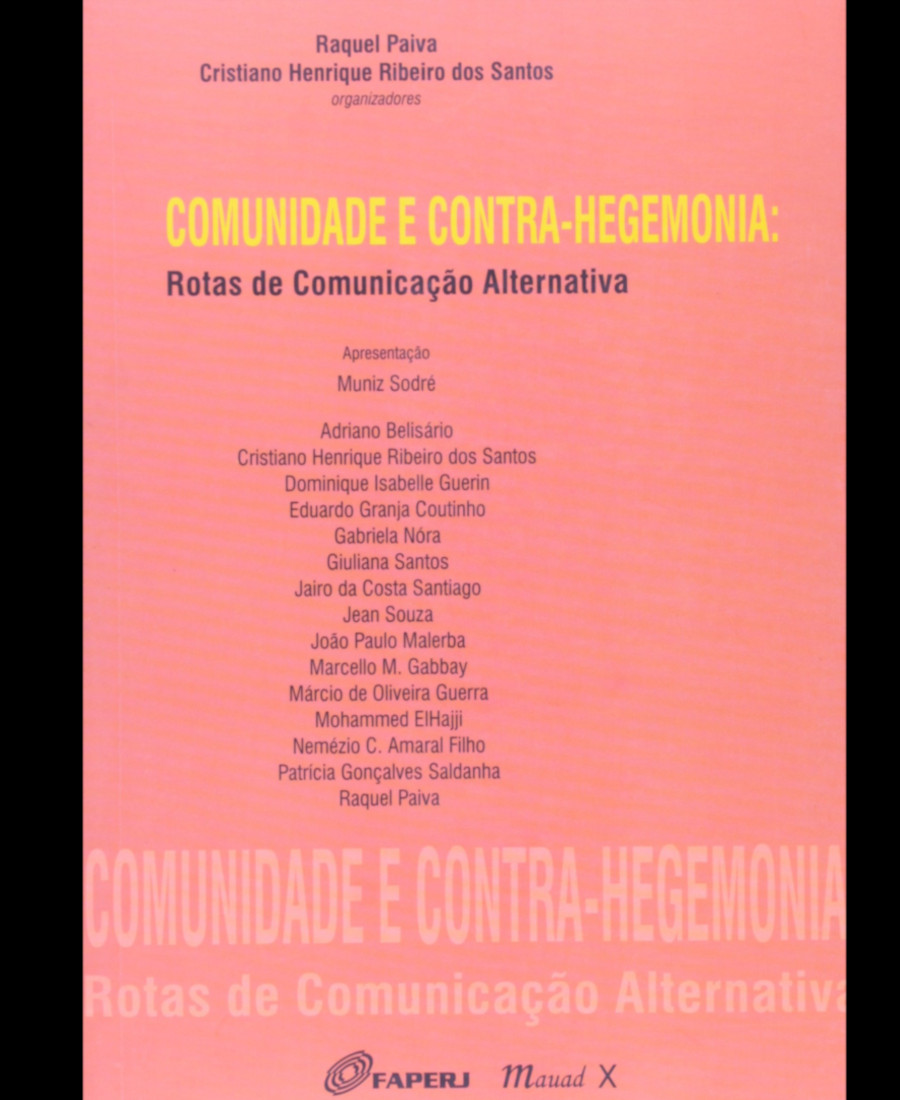 Raquel Paiva
Cristiano Henrique Ribeiro dos Santos
organizadores
COMUNIDADE E CONTRA-HEGEMONIA:
Rotas de Comunicação Alternativa
Apresentação
Muniz Sodré
Adriano Belisário
Cristiano Henrique Ribeiro dos Santos
Dominique Isabelle Guerin
Eduardo Granja Coutinho
Gabriela Nóra
Giuliana Santos
Jairo da Costa Santiago
Jean Souza
João Paulo Malerba
Marcello M. Gabbay
Márcio de Oliveira Guerra
Mohammed ElHajji
Nemézio C. Amaral Filho
Patrícia Gonçalves Saldanha
Raquel Paiva
COMUNIDADE E CONTRA-HEGEMONIA
Rotas de Comunicação Alternativa
FAPERJ mauad X